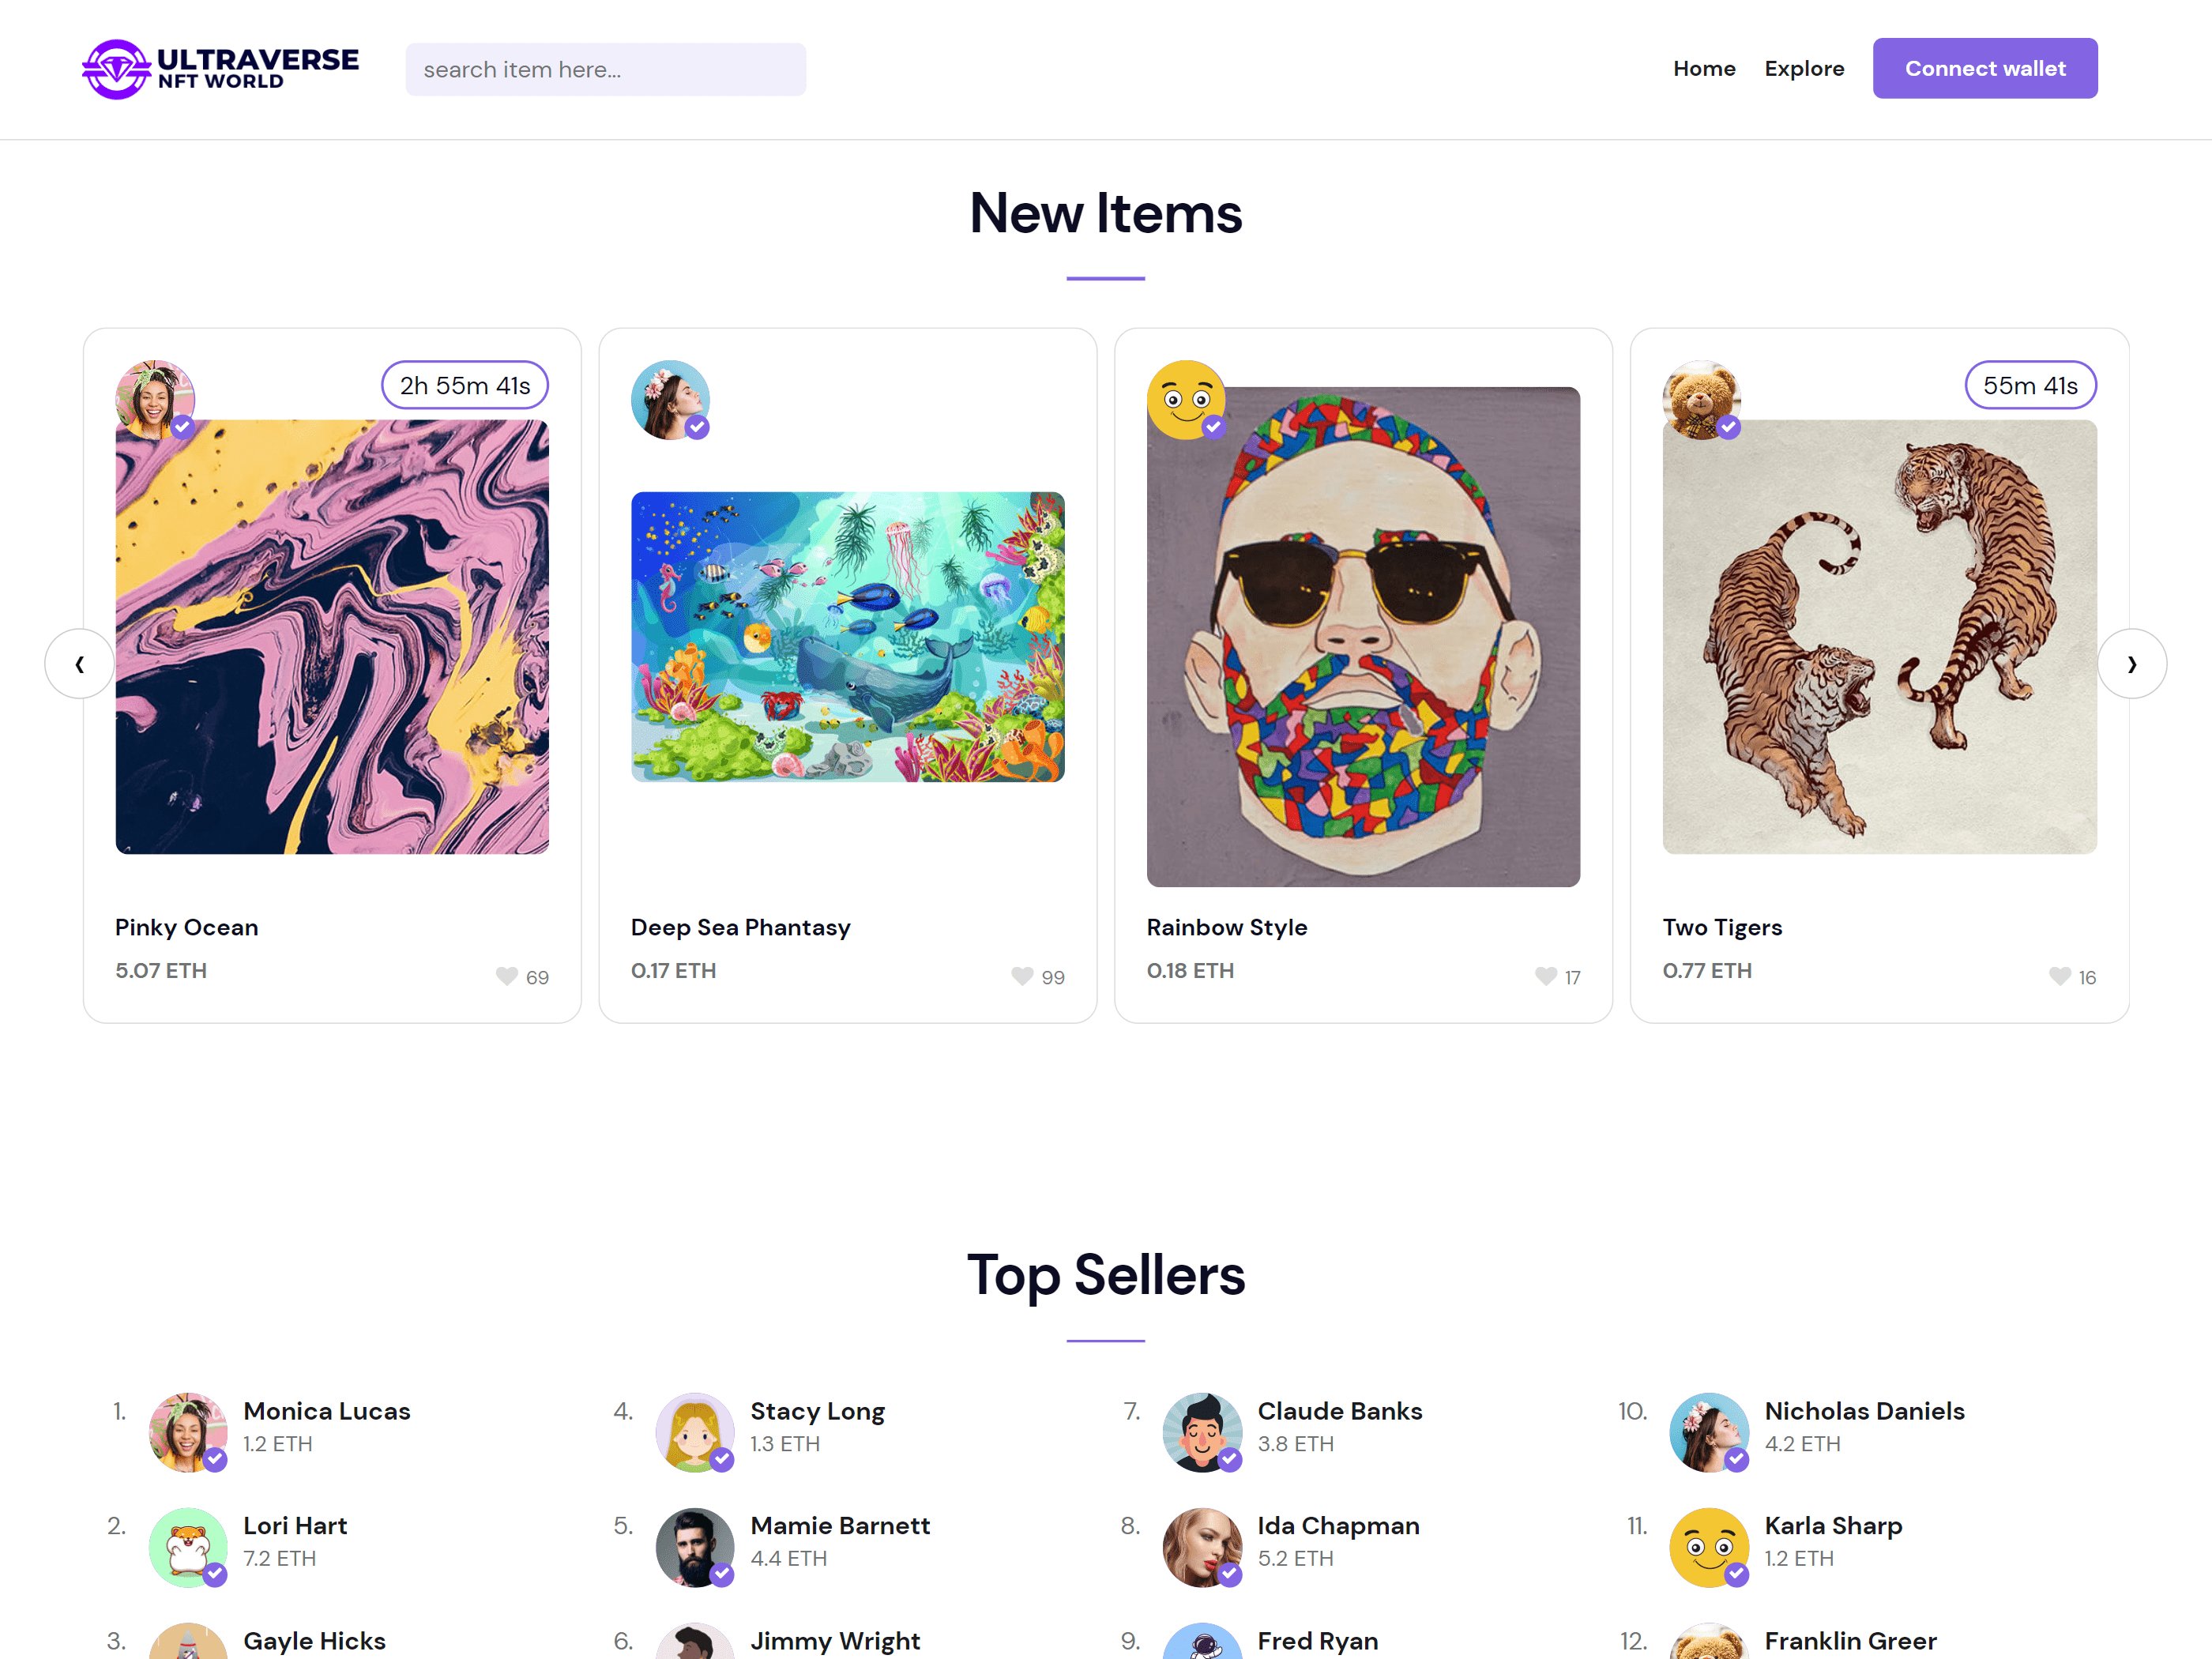 ULTRAVERSE
NFT WORLD
search item here...
Home
Explore
Connect wallet
New Items
2h 55m 41s
55m 41s
Pinky Ocean
5.07 ETH
69
Deep Sea Phantasy
0.17 ETH
99
Rainbow Style
0.18 ETH
17
Two Tigers
0.77 ETH
16
Top Sellers
1.
Monica Lucas
1.2 ETH
2.
Lori Hart
7.2 ETH
3.
Gayle Hicks
4.
Stacy Long
1.3 ETH
5.
Mamie Barnett
4.4 ETH
6.
Jimmy Wright
7.
Claude Banks
3.8 ETH
8.
Ida Chapman
5.2 ETH
9.
Fred Ryan
10.
Nicholas Daniels
4.2 ETH
11.
Karla Sharp
1.2 ETH
12.
Franklin Greer